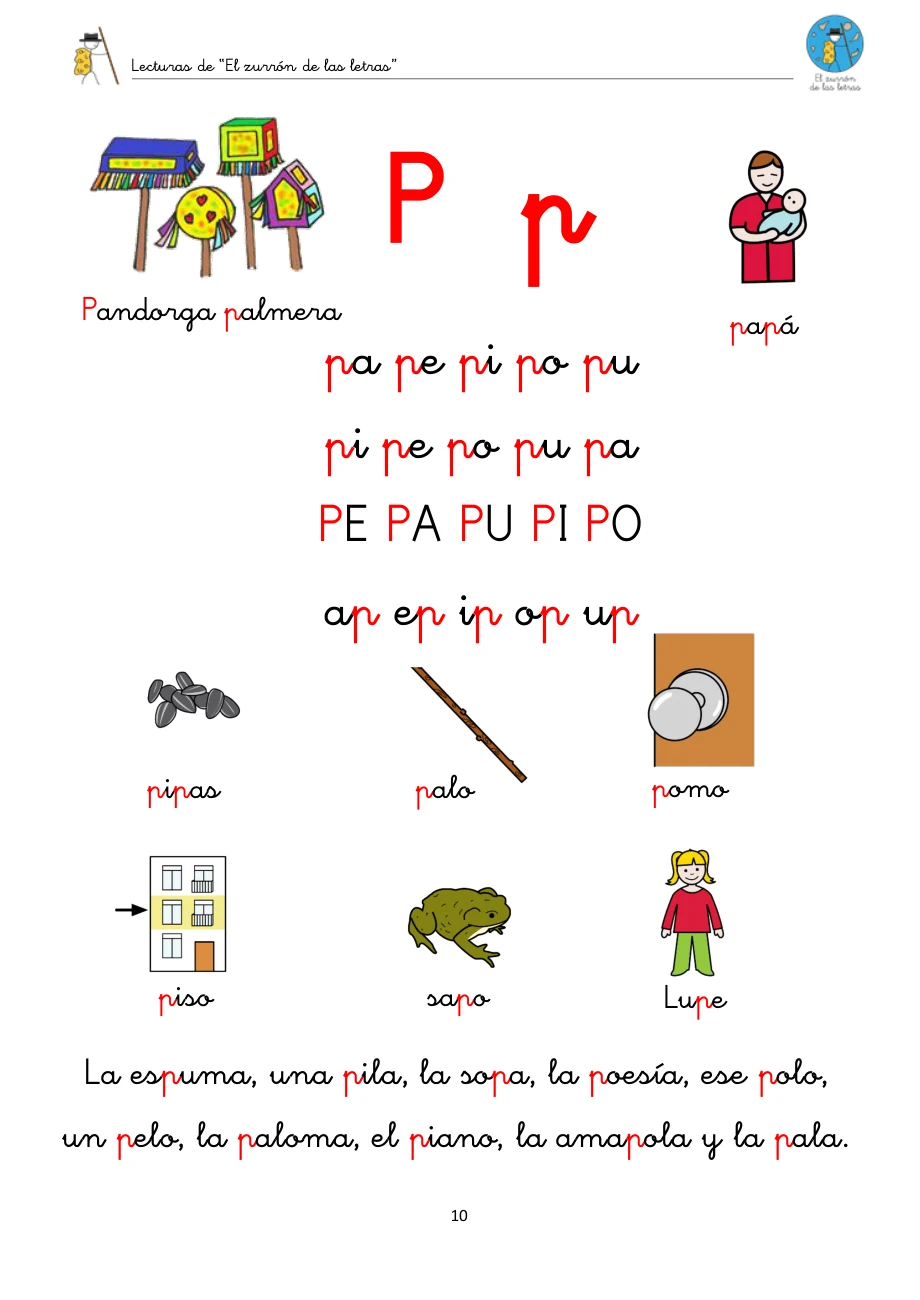 Lecturas de "El zurrón de las letras"
El zurrón
de las letras
P p
Pandorga palmera
papá
pa pe pi po pu
pi pe po pu pa
PE PA PU PI PO
ap ep ip op up
pipas palo pomo
piso sapo Lupe
La espuma, una pila, la sopa, la poesía, ese polo,
un pelo, la paloma, el piano, la amapola y la pala.
10